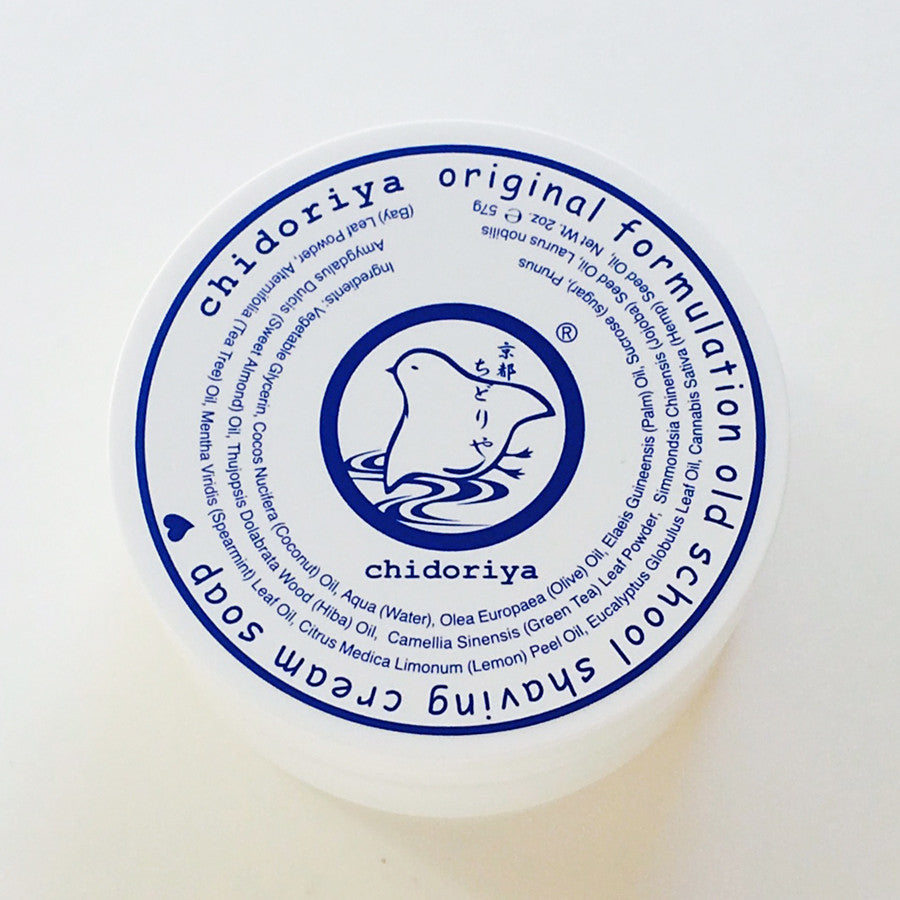 chidoriya original formulation old school shaving cream soap ♥
Ingredients: Vegetable Glycerin, Cocos Nucifera (Coconut) Oil, Aqua (Water), Olea Europaea (Olive) Oil, Elaeis Guineensis (Palm) Oil, Sucrose (sugar), Prunus
Amygdalus Dulcis (Sweet Almond) Oil, Thujopsis Dolabrata Wood (Hiba) Oil, Camellia Sinensis (Green Tea) Leaf Powder, Simmondsia Chinensis (Jojoba) Seed Oil, Laurus nobilis
(Bay) Leaf Powder, Alternifolia (Tea Tree) Oil, Mentha Viridis (Spearmint) Leaf Oil, Citrus Medica Limonum (Lemon) Peel Oil, Eucalyptus Globulus Leaf Oil, Cannabis Sativa (Hemp) Seed Oil, Net Wt. 2oz. ℮ 57g
®
京都
ちどりや
chidoriya